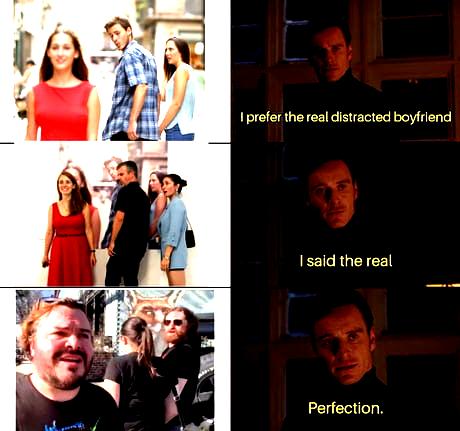 I prefer the real distracted boyfriend
I said the real
Perfection.